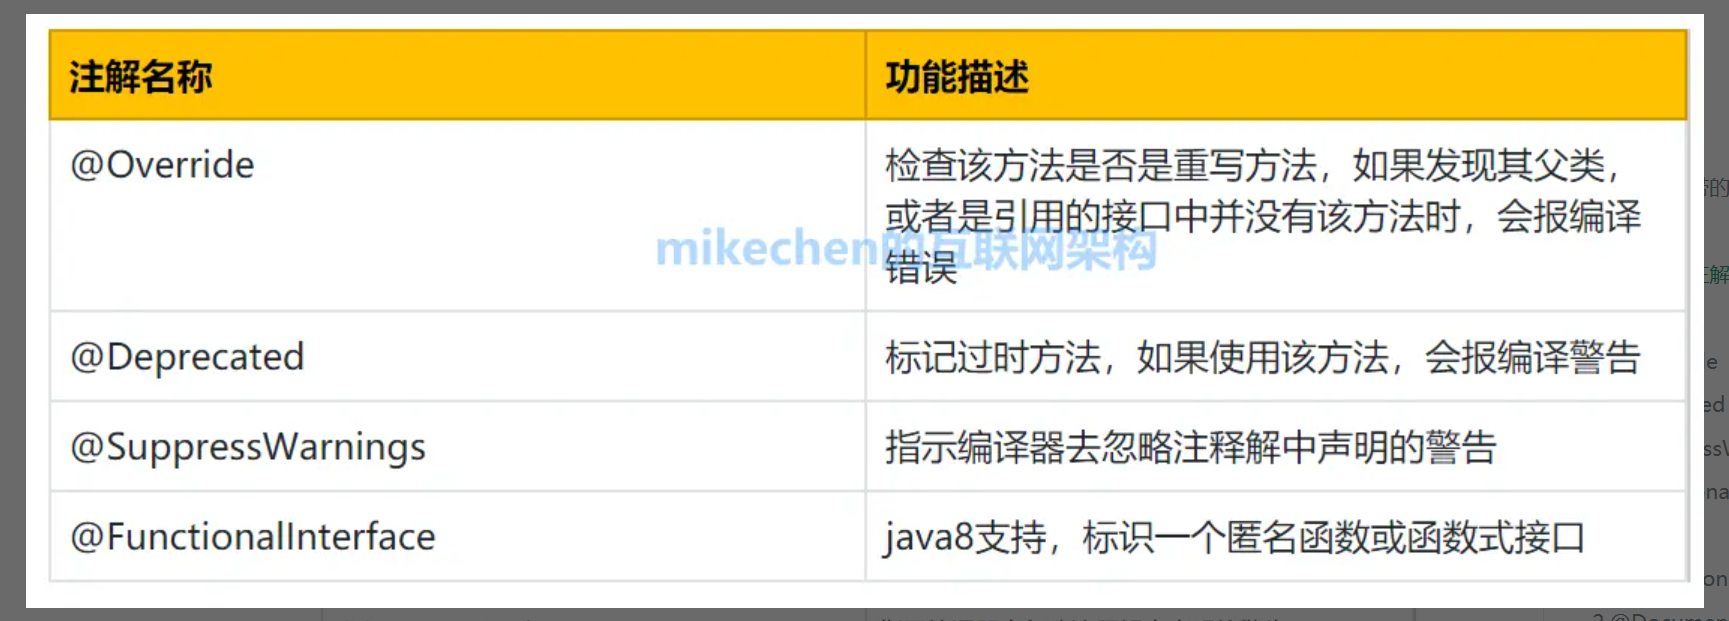 注解名称
功能描述
@Override
检查该方法是否是重写方法，如果发现其父类，
或者是引用的接口中并没有该方法时，会报编译
错误
mikechen的互联网架构
@Deprecated
标记过时方法，如果使用该方法，会报编译警告
@SuppressWarnings
指示编译器去忽略注释解中声明的警告
@FunctionalInterface
java8支持，标识一个匿名函数或函数式接口